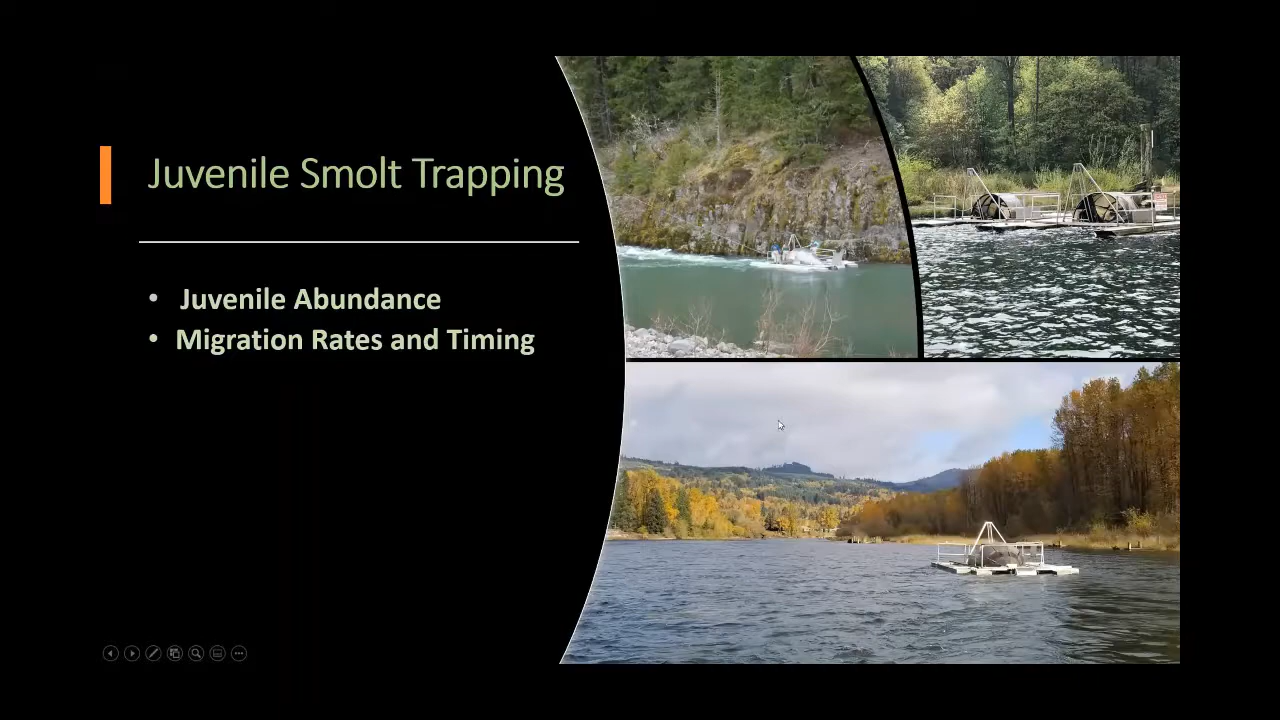 Juvenile Smolt Trapping
• Juvenile Abundance
• Migration Rates and Timing